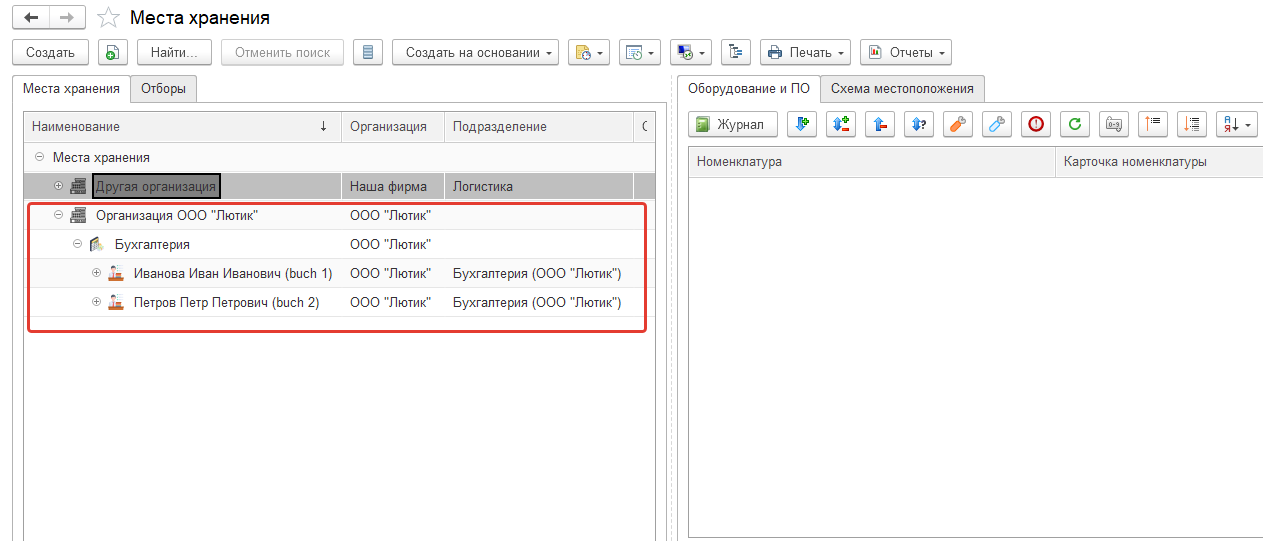 Места хранения
Создать Найти... Отменить поиск Создать на основании Печать Отчеты
Места хранения Отборы
Оборудование и ПО Схема местоположения
Наименование ↓ Организация Подразделение С
Журнал
Места хранения
Номенклатура Карточка номенклатуры
Другая организация Наша фирма Логистика
Организация ООО "Лютик" ООО "Лютик"
Бухгалтерия ООО "Лютик"
Иванова Иван Иванович (buch 1) ООО "Лютик" Бухгалтерия (ООО "Лютик")
Петров Петр Петрович (buch 2) ООО "Лютик" Бухгалтерия (ООО "Лютик")